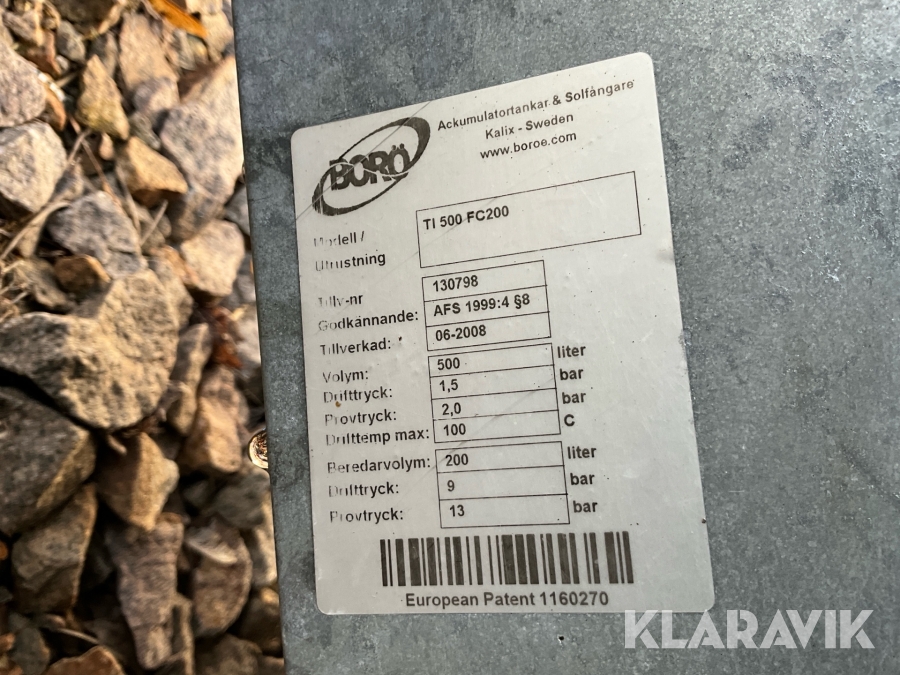 BORÖ
Ackumulatortankar & Solfångare
Kalix - Sweden
www.boroe.com
Modell / Utrustning
TI 500 FC200
Tillv-nr 130798
Godkännande: AFS 1999:4 §8
Tillverkad: 06-2008
Volym: 500 liter
Drifttryck: 1,5 bar
Provtryck: 2,0 bar
Drifttemp max: 100 C
Beredarvolym: 200 liter
Drifttryck: 9 bar
Provtryck: 13 bar
European Patent 1160270
KLARAVIK